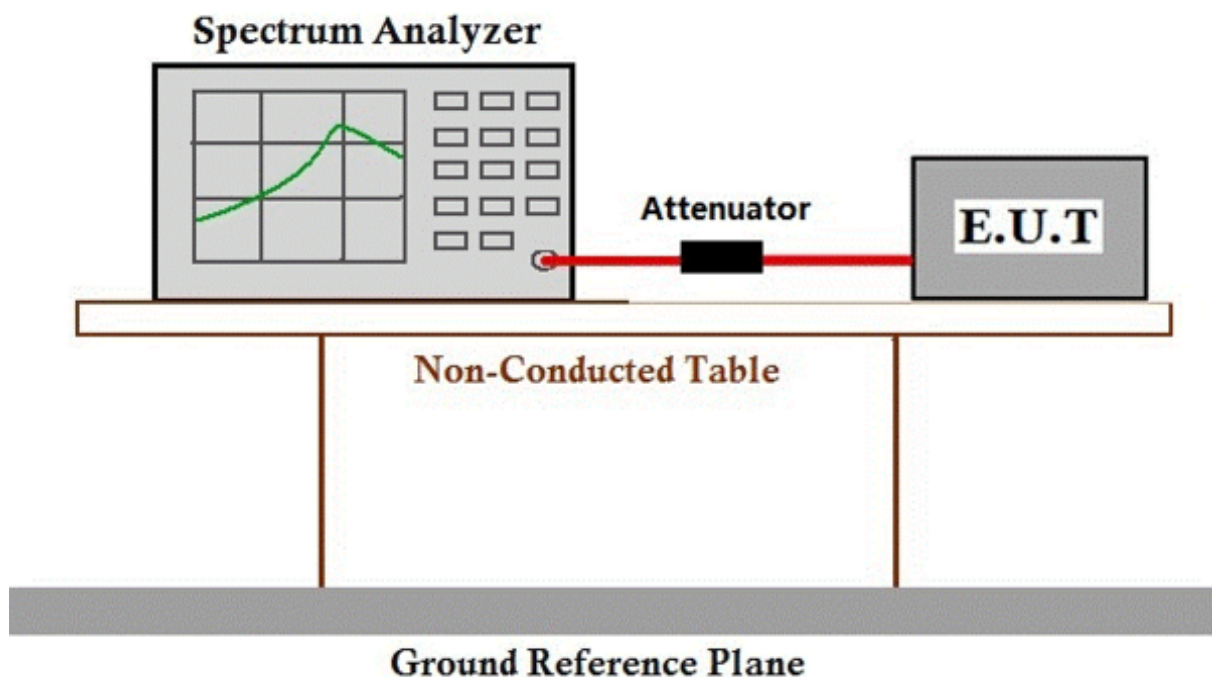 Spectrum Analyzer
Attenuator
E.U.T
Non-Conducted Table
Ground Reference Plane